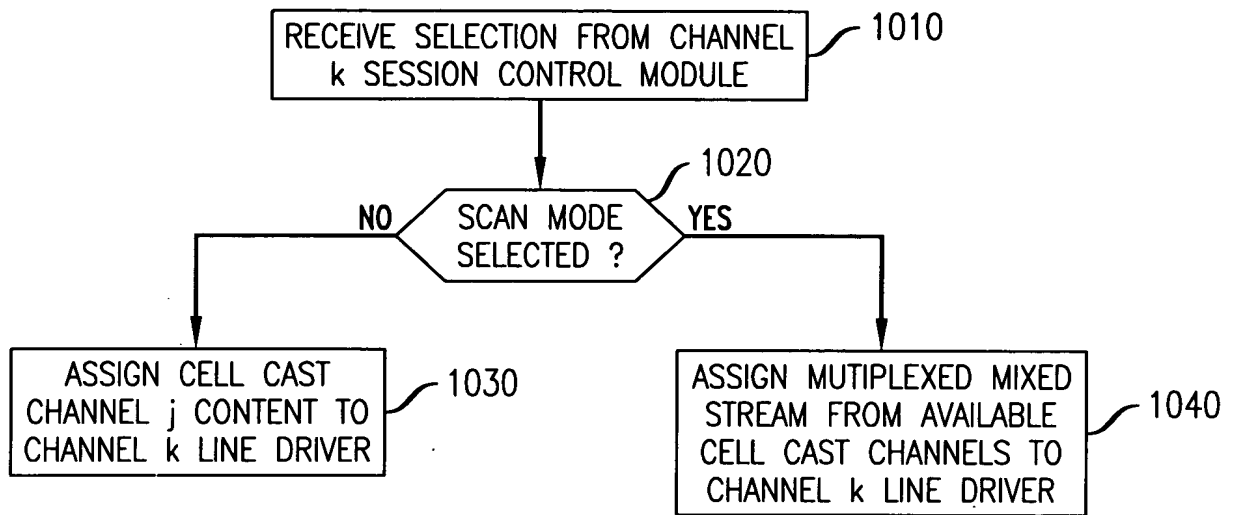 RECEIVE SELECTION FROM CHANNEL
k SESSION CONTROL MODULE
1010
1020
NO
SCAN MODE
SELECTED ?
YES
ASSIGN CELL CAST
CHANNEL j CONTENT TO
CHANNEL k LINE DRIVER
1030
ASSIGN MUTIPLEXED MIXED
STREAM FROM AVAILABLE
CELL CAST CHANNELS TO
CHANNEL k LINE DRIVER
1040